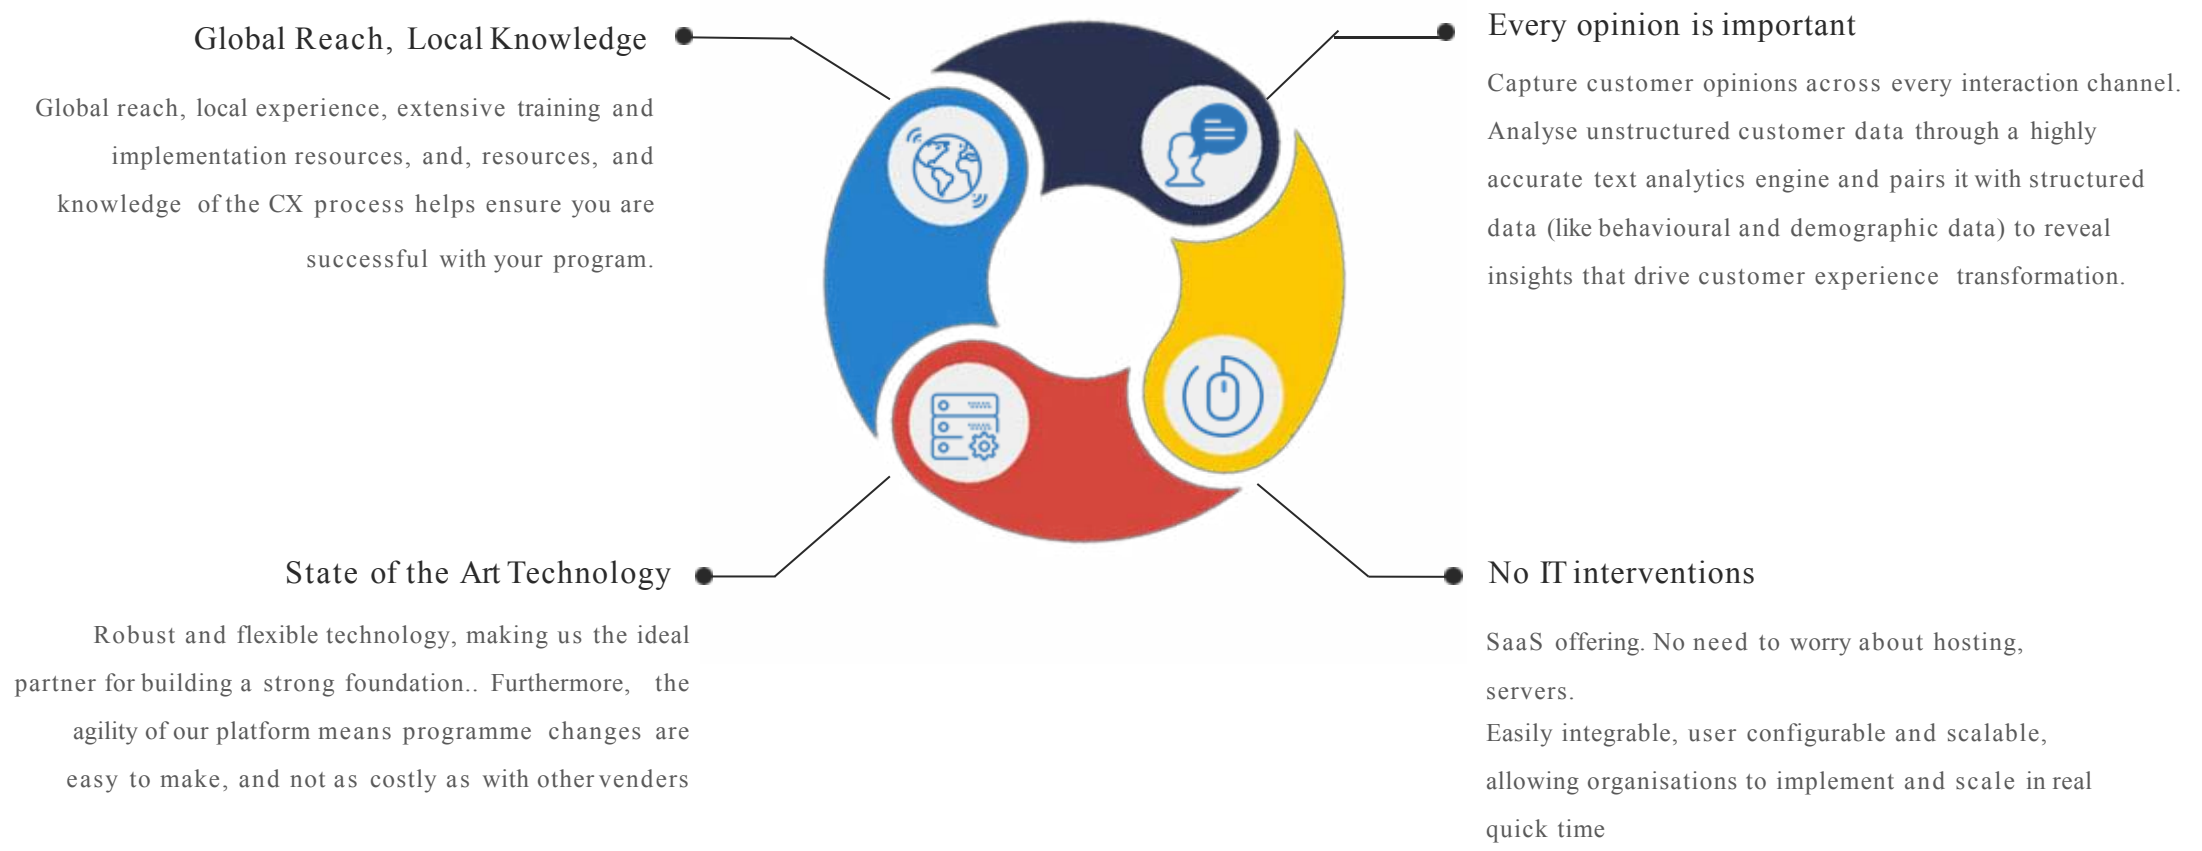 Global Reach, Local Knowledge
Global reach, local experience, extensive training and
implementation resources, and, resources, and
knowledge of the CX process helps ensure you are
successful with your program.
Every opinion is important
Capture customer opinions across every interaction channel.
Analyse unstructured customer data through a highly
accurate text analytics engine and pairs it with structured
data (like behavioural and demographic data) to reveal
insights that drive customer experience transformation.
State of the Art Technology
Robust and flexible technology, making us the ideal
partner for building a strong foundation.. Furthermore, the
agility of our platform means programme changes are
easy to make, and not as costly as with other venders
No IT interventions
SaaS offering. No need to worry about hosting,
servers.
Easily integrable, user configurable and scalable,
allowing organisations to implement and scale in real
quick time